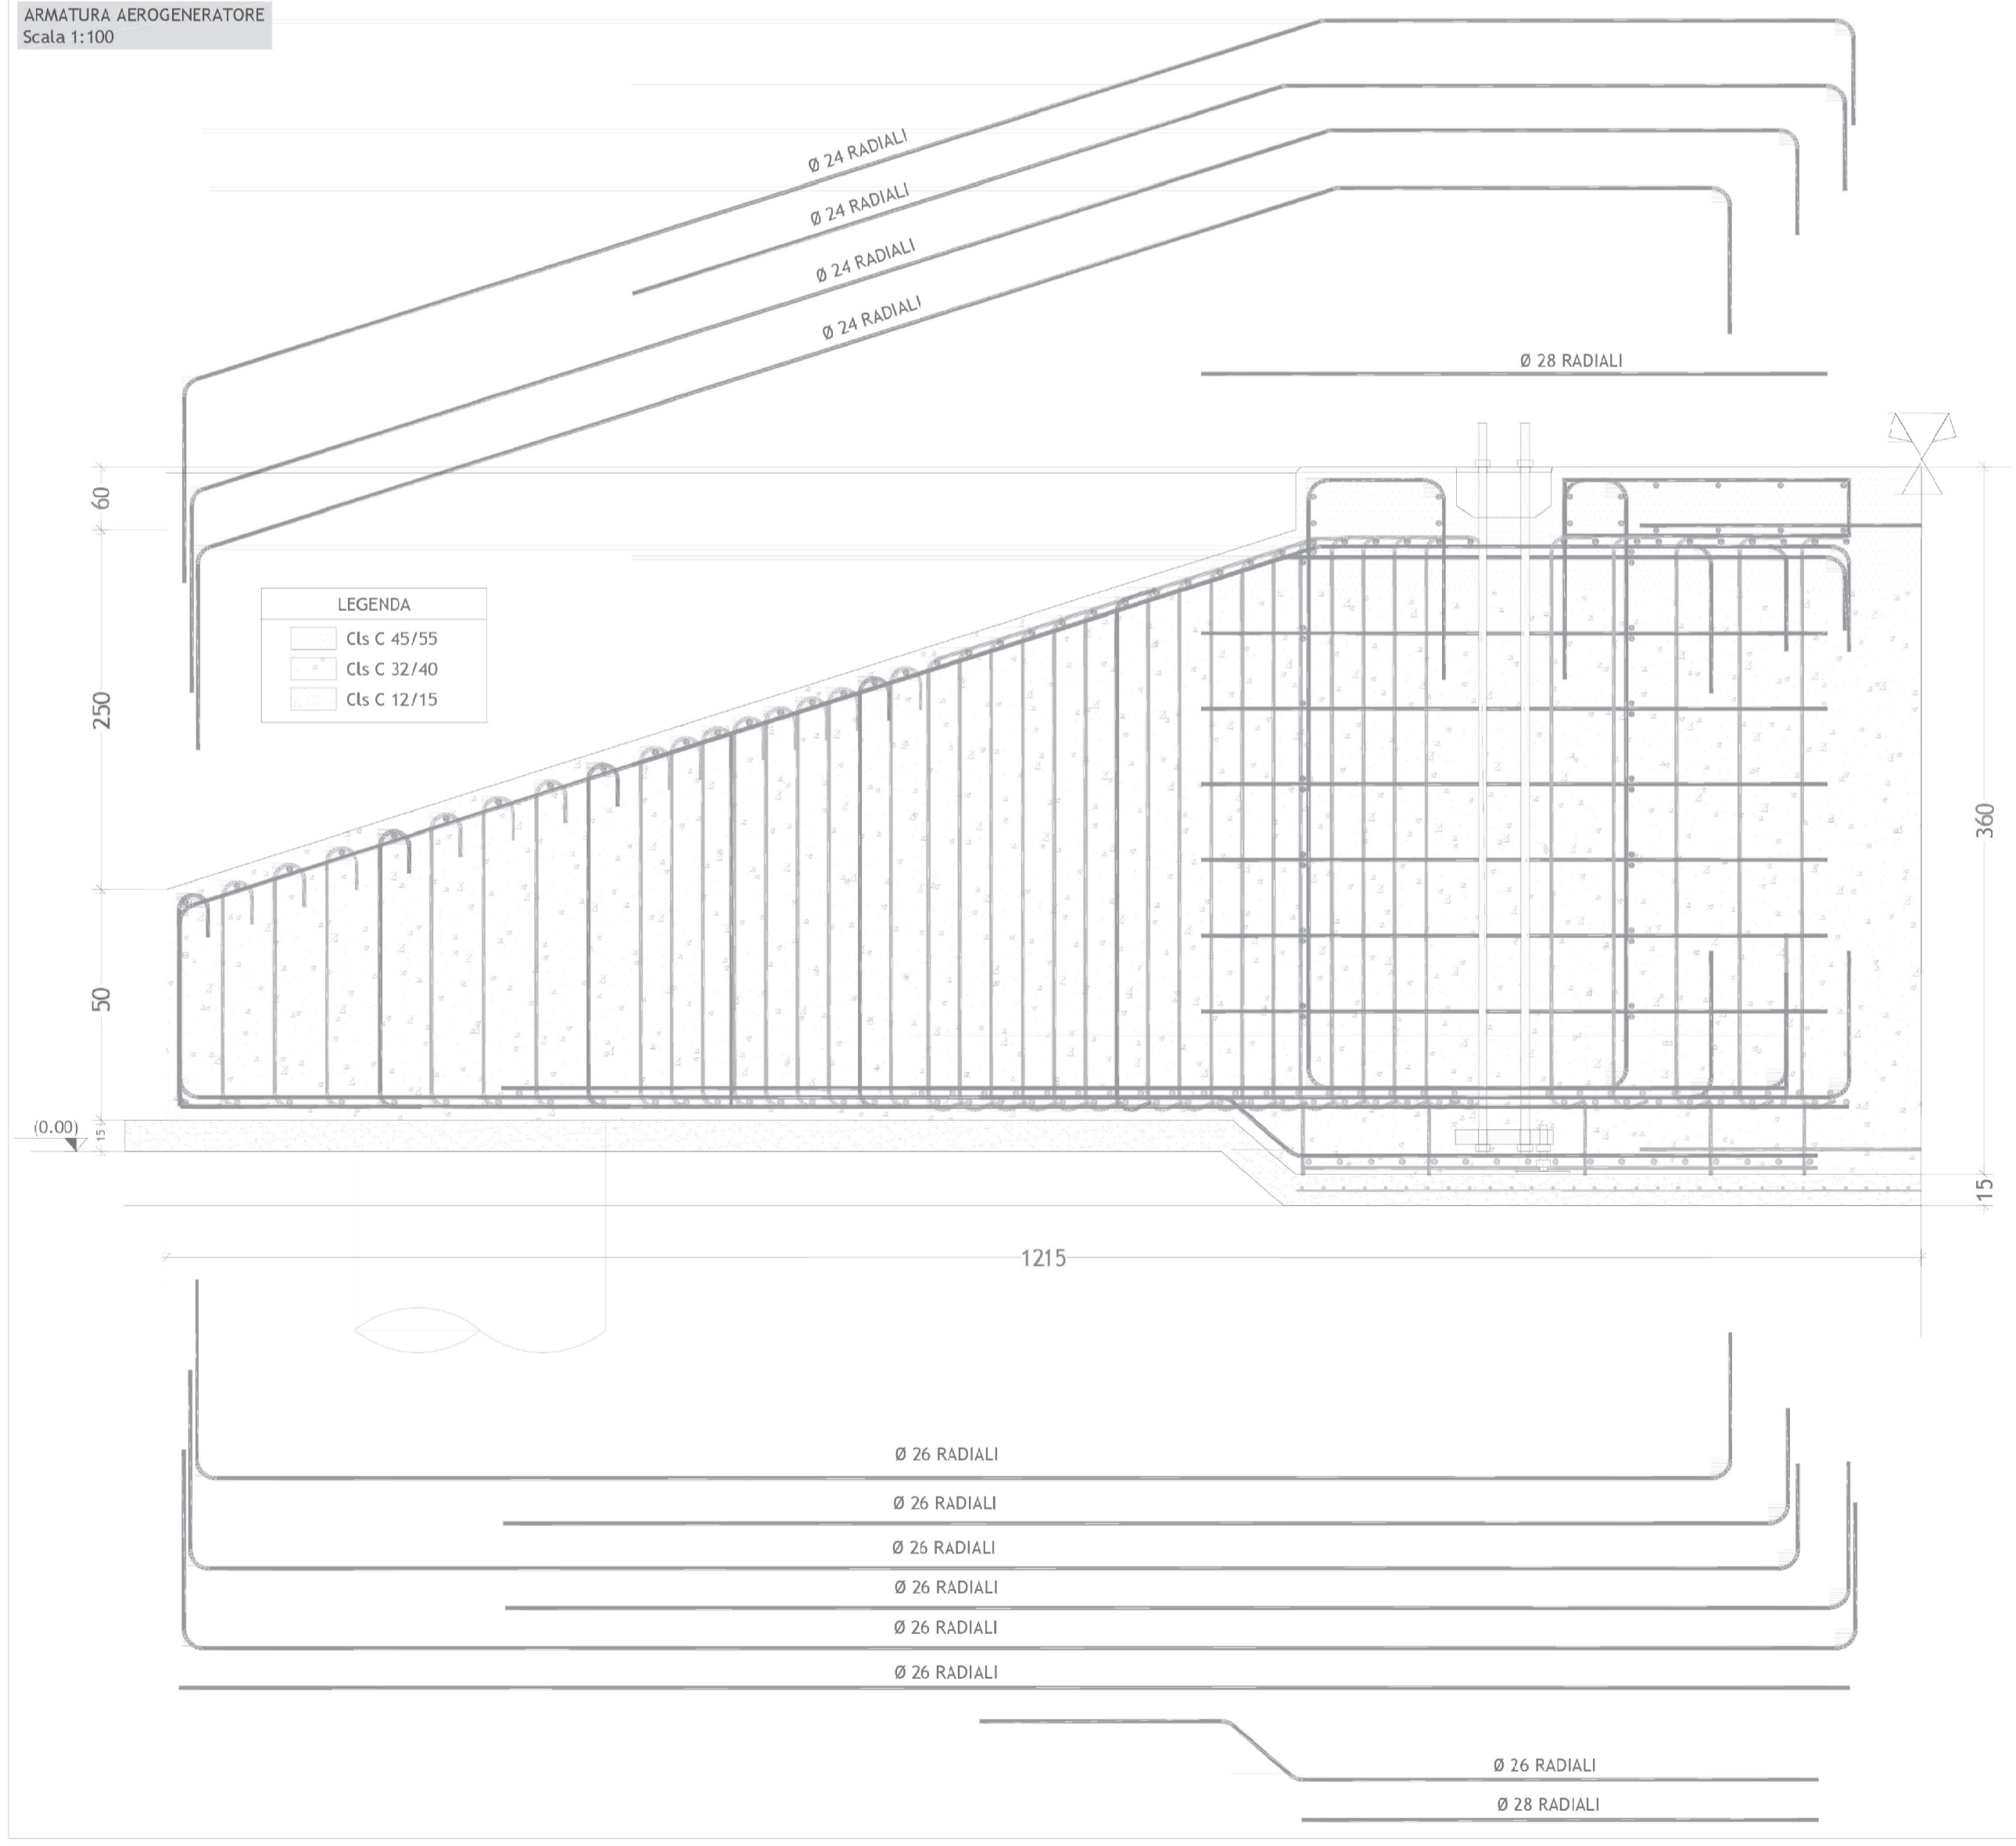 ARMATURA AEROGENERATORE
Scala 1:100
Ø 24 RADIALI
Ø 24 RADIALI
Ø 24 RADIALI
Ø 24 RADIALI
Ø 28 RADIALI
60
250
50
15
(0.00)
LEGENDA
Cls C 45/55
Cls C 32/40
Cls C 12/15
360
15
1215
Ø 26 RADIALI
Ø 26 RADIALI
Ø 26 RADIALI
Ø 26 RADIALI
Ø 26 RADIALI
Ø 26 RADIALI
Ø 26 RADIALI
Ø 28 RADIALI